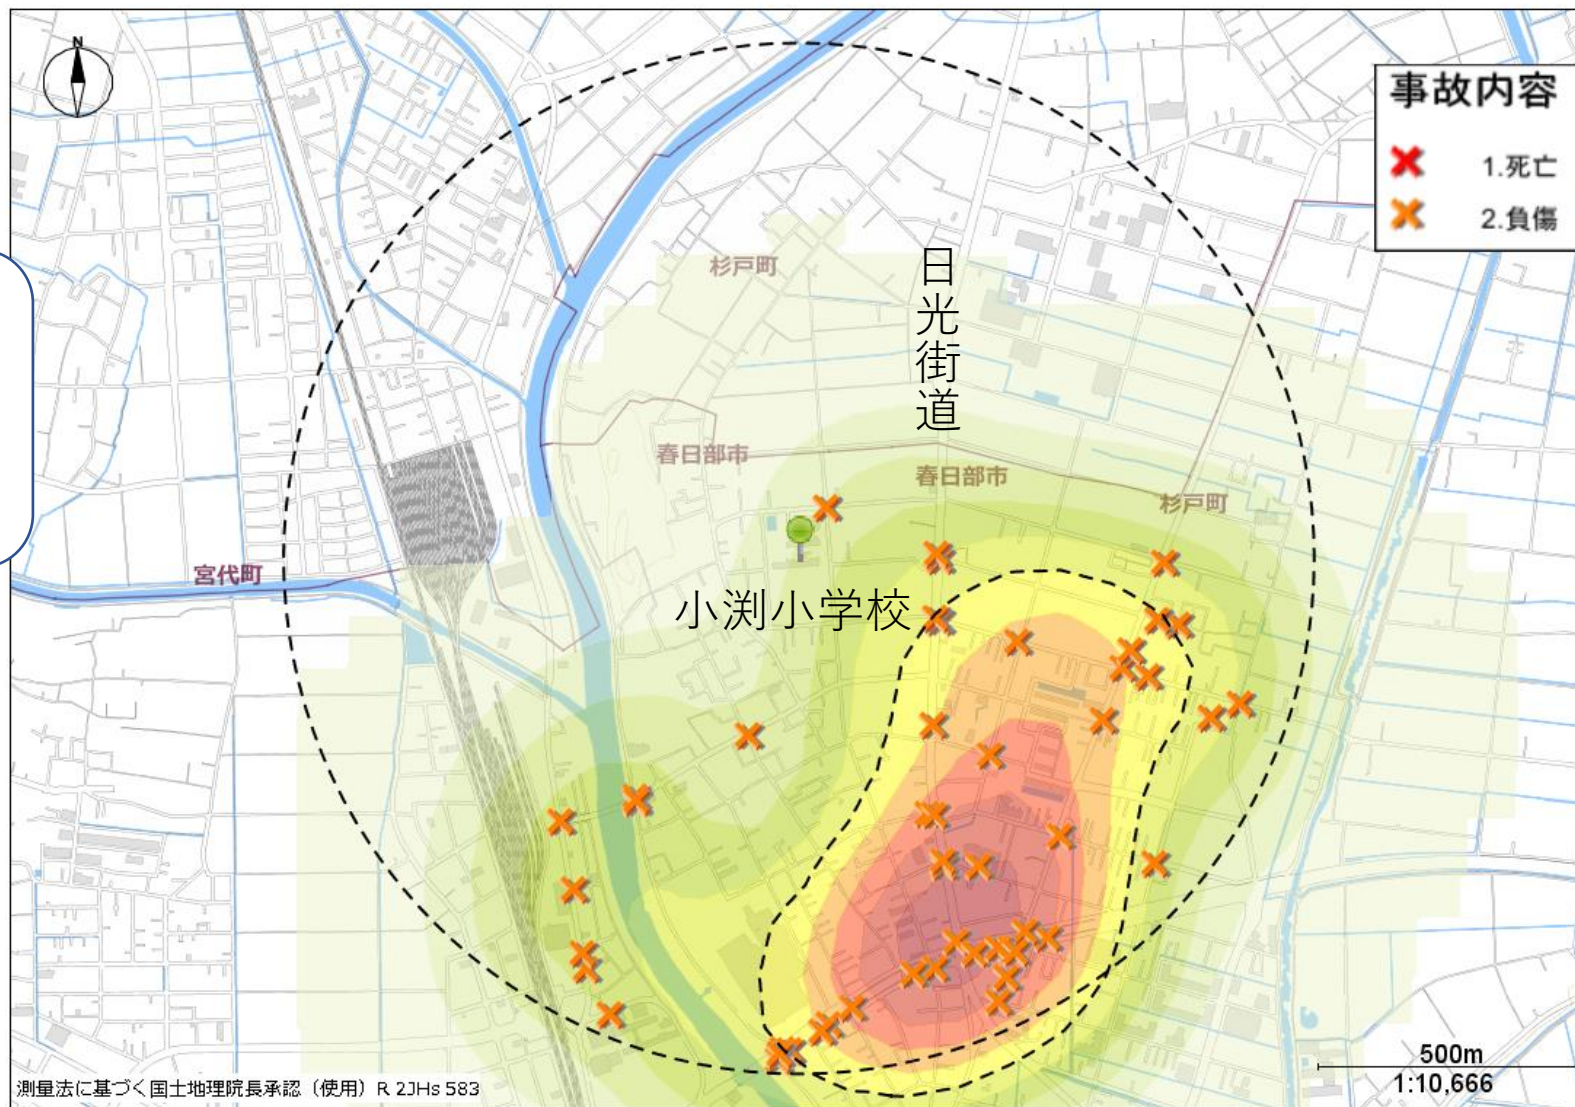 N
事故内容
1.死亡
2.負傷
杉戸町
日光街道
春日部市
春日部市
杉戸町
宮代町
小渕小学校
500m
1:10,666
測量法に基づく国土地理院長承認（使用）R 2JHs 583